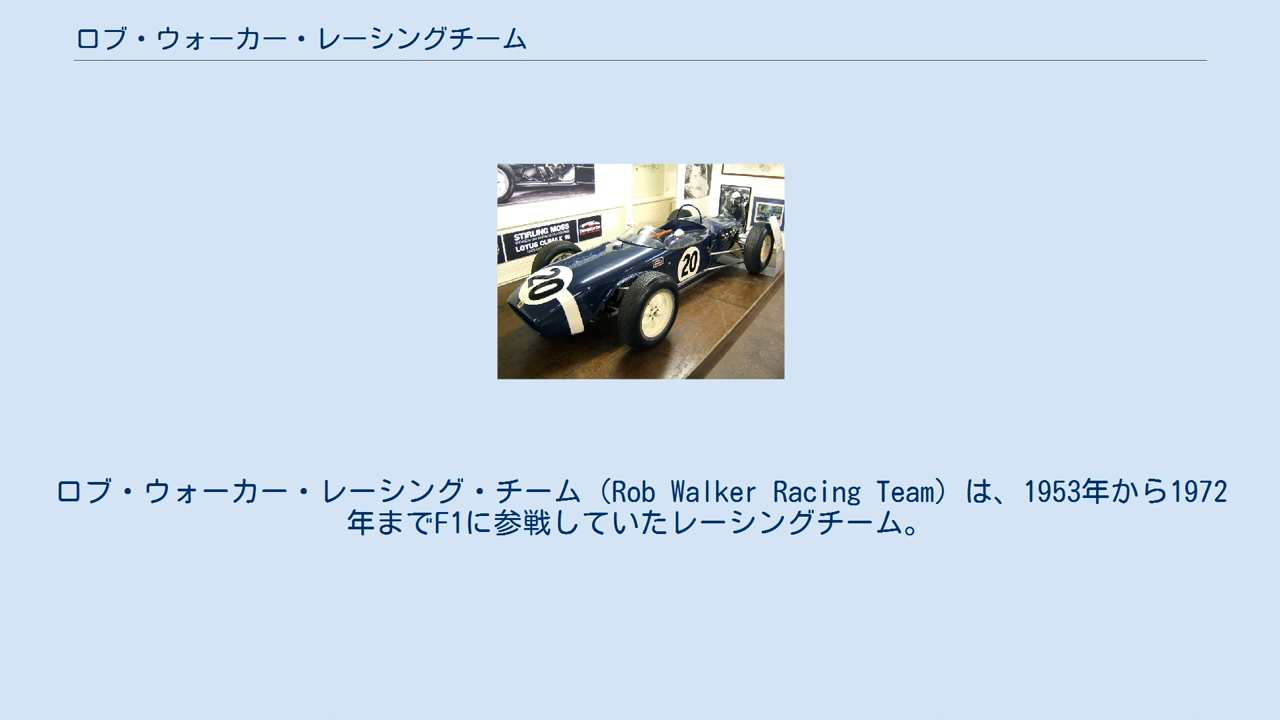 ロブ・ウォーカー・レーシングチーム
STIRLING MOSS
LOTUS CLIMAX
20
20
ロブ・ウォーカー・レーシング・チーム（Rob Walker Racing Team）は、1953年から1972
年までF1に参戦していたレーシングチーム。